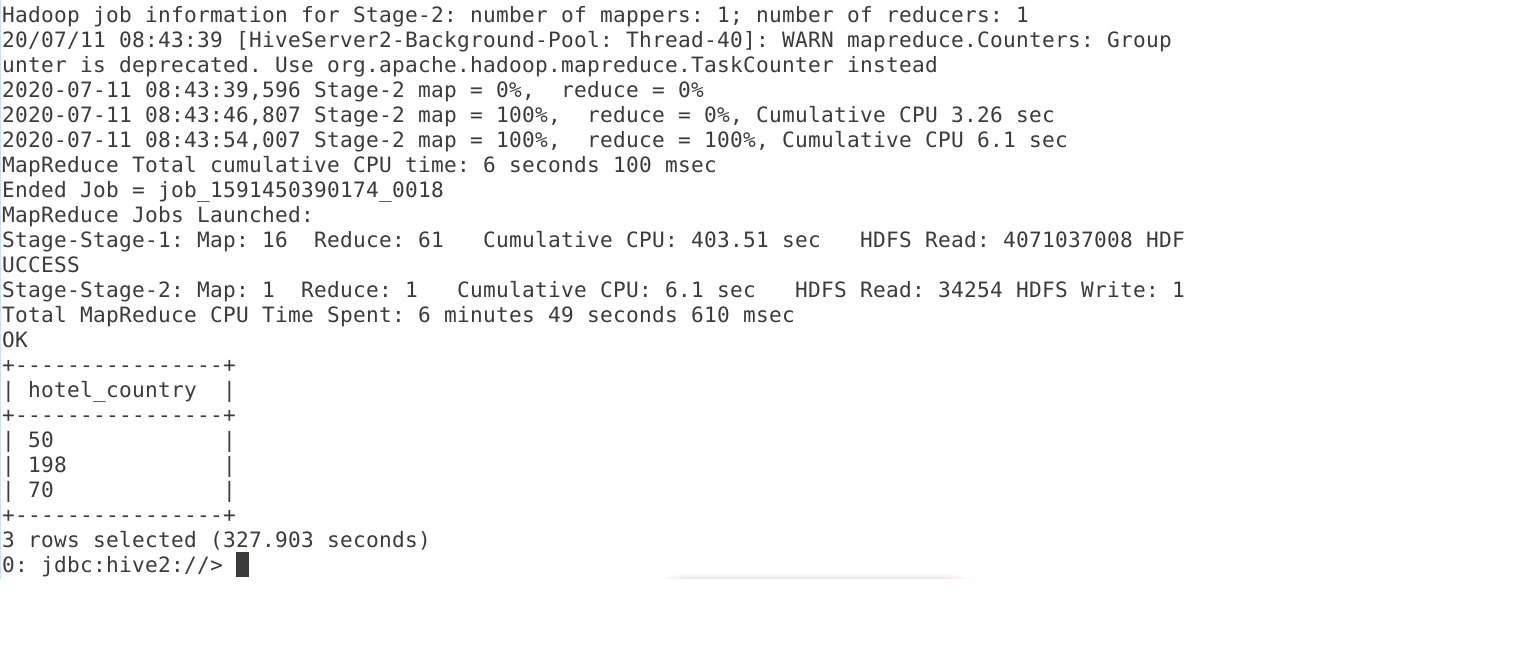 Hadoop job information for Stage-2: number of mappers: 1; number of reducers: 1
20/07/11 08:43:39 [HiveServer2-Background-Pool: Thread-40]: WARN mapreduce.Counters: Group
unter is deprecated. Use org.apache.hadoop.mapreduce.TaskCounter instead
2020-07-11 08:43:39,596 Stage-2 map = 0%,  reduce = 0%
2020-07-11 08:43:46,807 Stage-2 map = 100%,  reduce = 0%, Cumulative CPU 3.26 sec
2020-07-11 08:43:54,007 Stage-2 map = 100%,  reduce = 100%, Cumulative CPU 6.1 sec
MapReduce Total cumulative CPU time: 6 seconds 100 msec
Ended Job = job_1591450390174_0018
MapReduce Jobs Launched:
Stage-Stage-1: Map: 16  Reduce: 61   Cumulative CPU: 403.51 sec   HDFS Read: 4071037008 HDF
UCCESS
Stage-Stage-2: Map: 1  Reduce: 1   Cumulative CPU: 6.1 sec   HDFS Read: 34254 HDFS Write: 1
Total MapReduce CPU Time Spent: 6 minutes 49 seconds 610 msec
OK
+----------------+
| hotel_country  |
+----------------+
| 50             |
| 198            |
| 70             |
+----------------+
3 rows selected (327.903 seconds)
0: jdbc:hive2://>